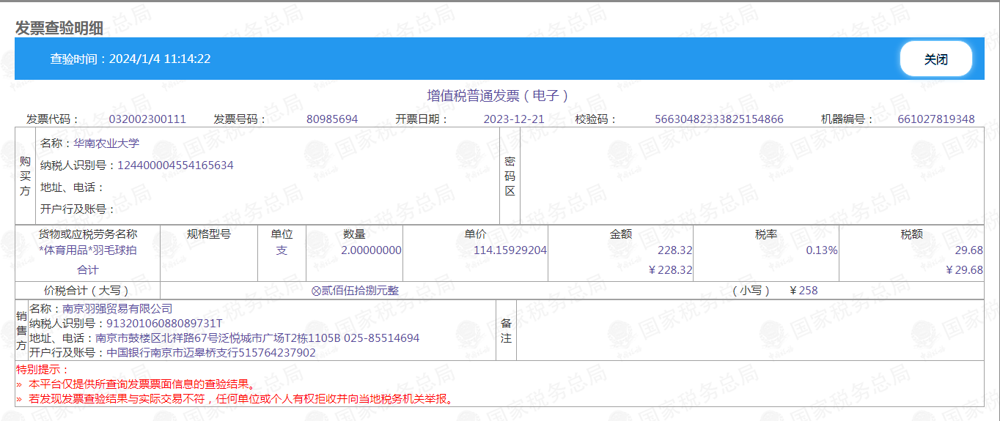 发票查验明细
查验时间：2024/1/4 11:14:22
关闭
增值税普通发票（电子）
发票代码： 032002300111 发票号码： 80985694 开票日期： 2023-12-21 校验码： 56630482333825154866 机器编号： 661027819348
购买方
名称：华南农业大学
纳税人识别号：124400004554165634
地址、电话：
开户行及账号：
密码区
货物或应税劳务名称 规格型号 单位 数量 单价 金额 税率 税额
*体育用品*羽毛球拍 支 2.00000000 114.15929204 228.32 0.13% 29.68
合计 ￥228.32 ￥29.68
价税合计（大写） ⊗贰佰伍拾捌元整 （小写） ￥258
销售方
名称：南京羽强贸易有限公司
纳税人识别号：91320106088089731T
地址、电话：南京市鼓楼区北祥路67号泛悦城市广场T2栋1105B 025-85514694
开户行及账号：中国银行南京市迈皋桥支行515764237902
备注
特别提示：
» 本平台仅提供所查询发票票面信息的查验结果。
» 若发现发票查验结果与实际交易不符，任何单位或个人有权拒收并向当地税务机关举报。
国家税务总局